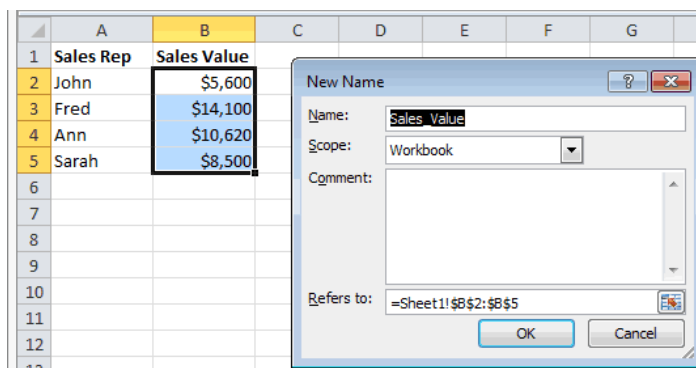 A B C D E F G
1 Sales Rep Sales Value
2 John $5,600
3 Fred $14,100
4 Ann $10,620
5 Sarah $8,500
6
7
8
9
10
11
12
New Name
?
Name: Sales_Value
Scope: Workbook
Comment:
Refers to: =Sheet1!$B$2:$B$5
OK Cancel